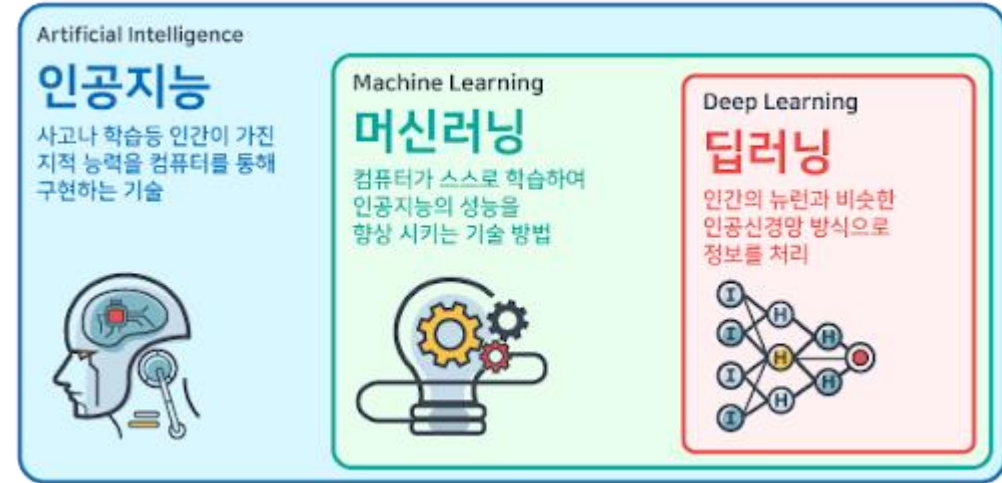 Artificial Intelligence
인공지능
사고나 학습등 인간이 가진
지적 능력을 컴퓨터를 통해
구현하는 기술
Machine Learning
머신러닝
컴퓨터가 스스로 학습하여
인공지능의 성능을
향상 시키는 기술 방법
Deep Learning
딥러닝
인간의 뉴런과 비슷한
인공신경망 방식으로
정보를 처리
I
H
I
H
H
I
H
H
I